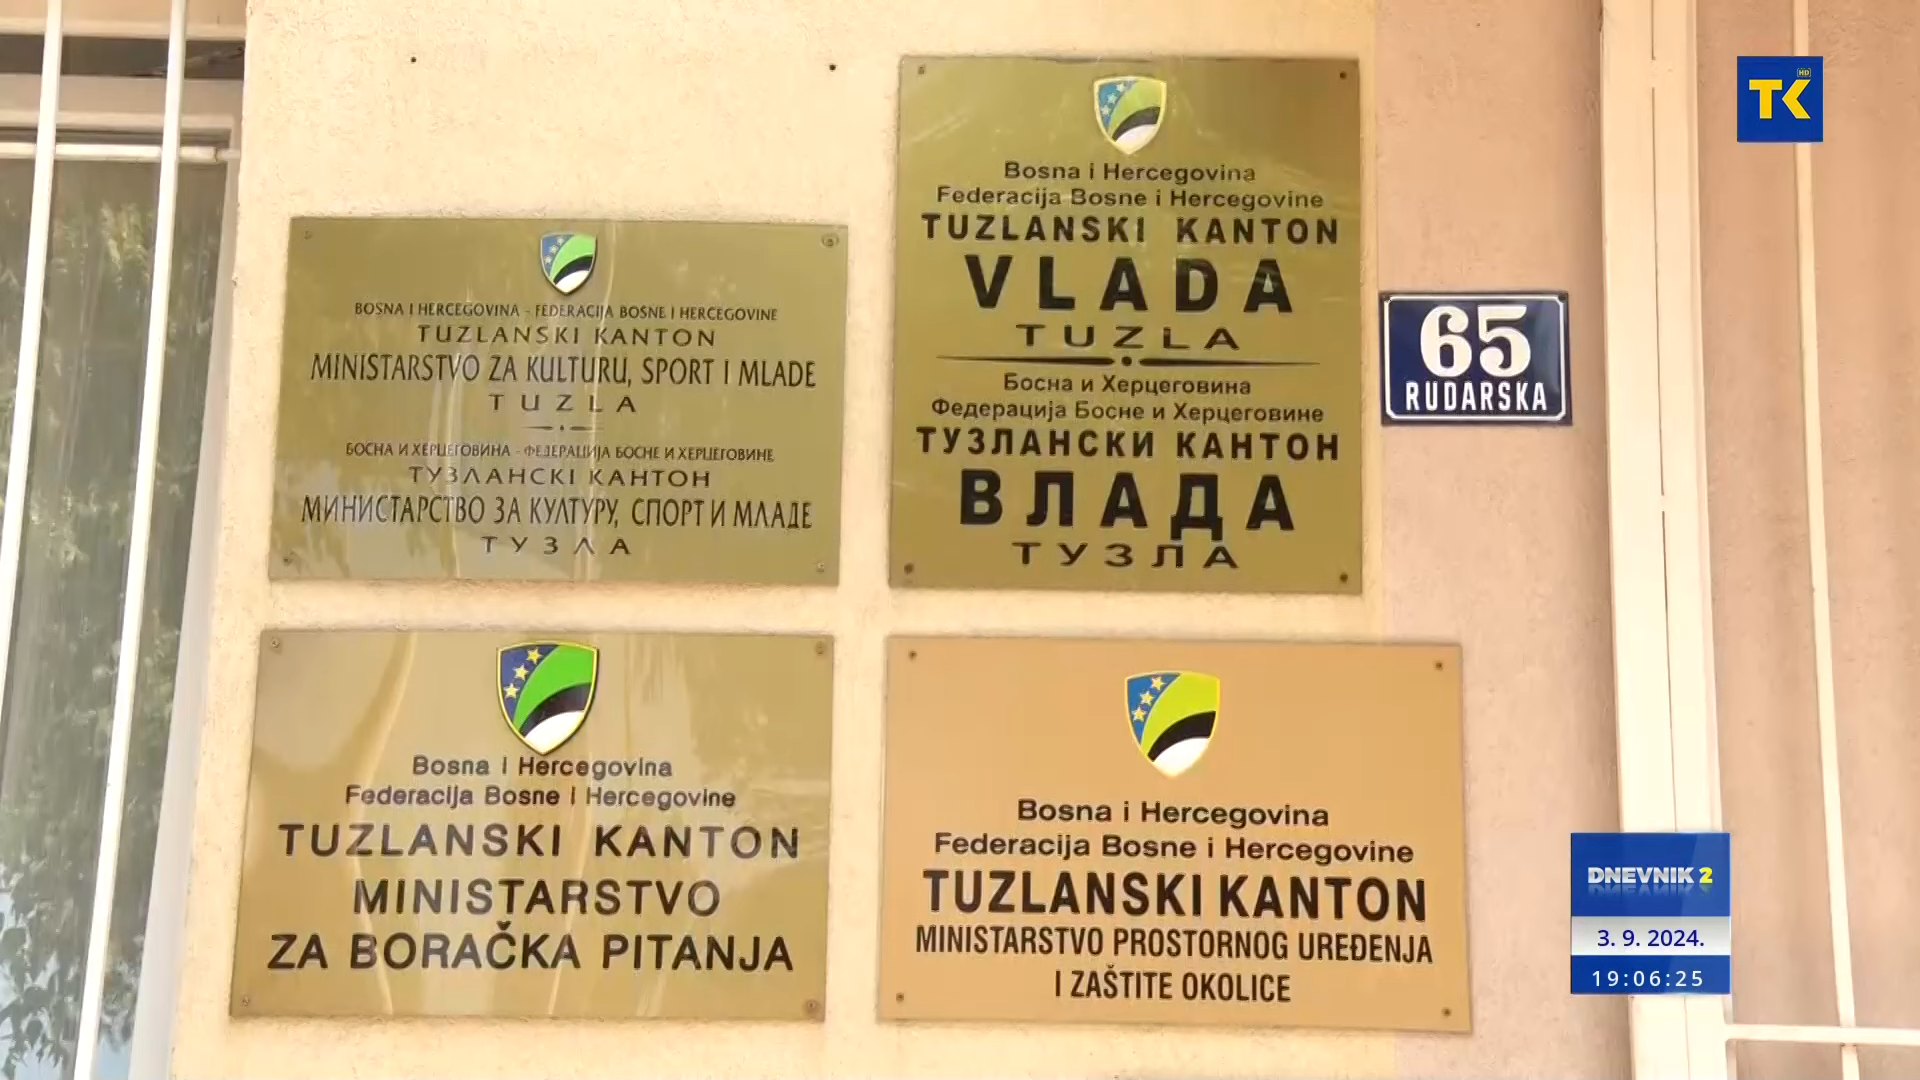 BOSNA I HERCEGOVINA - FEDERACIJA BOSNE I HERCEGOVINE
TUZLANSKI KANTON
MINISTARSTVO ZA KULTURU, SPORT I MLADE
TUZLA
БОСНА И ХЕРЦЕГОВИНА - ФЕДЕРАЦИЈА БОСНЕ И ХЕРЦЕГОВИНЕ
ТУЗЛАНСКІ КАНТОН
МИНИСТАРСТВО ЗА КУЛТУРУ, СПОРТ И МЛАДЕ
ТУЗЛА
Bosna i Hercegovina
Federacija Bosne i Hercegovine
TUZLANSKI KANTON
VLADA
TUZLA
Босна и Херцеговина
Федерација Босне и Херцеговине
ТУЗЛАНСКИ КАНТОН
ВЛАДА
ТУЗЛА
65
RUDARSKA
TK HD
Bosna i Hercegovina
Federacija Bosne i Hercegovine
TUZLANSKI KANTON
MINISTARSTVO
ZA BORAČKA PITANJA
Bosna i Hercegovina
Federacija Bosne i Hercegovine
TUZLANSKI KANTON
MINISTARSTVO PROSTORNOG UREĐENJA
I ZAŠTITE OKOLICE
DNEVNIK 2
3. 9. 2024.
19:06:25